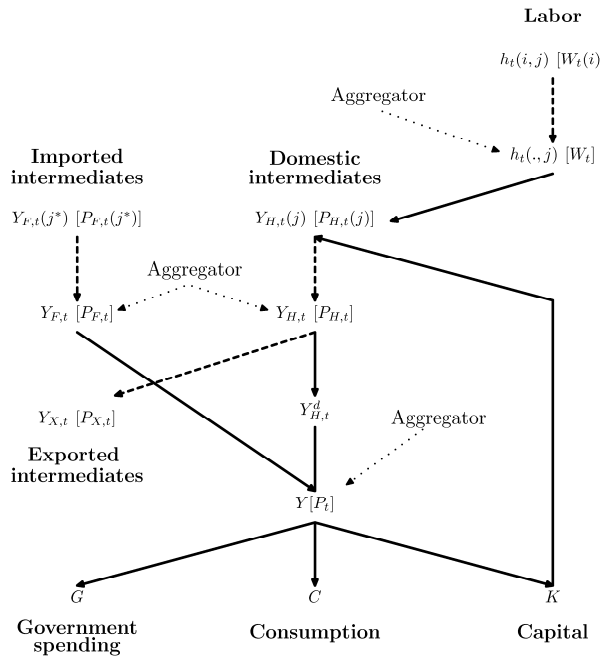 Labor
h_t(i, j) [W_t(i)
Aggregator
h_t(., j) [W_t]
Imported
intermediates
Domestic
intermediates
Y_{F,t}(j*) [P_{F,t}(j*)]
Y_{H,t}(j) [P_{H,t}(j)]
Aggregator
Y_{F,t} [P_{F,t}]
Y_{H,t} [P_{H,t}]
Y_{X,t} [P_{X,t}]
Y^d_{H,t}
Aggregator
Exported
intermediates
Y[P_t]
G
C
K
Government
spending
Consumption
Capital